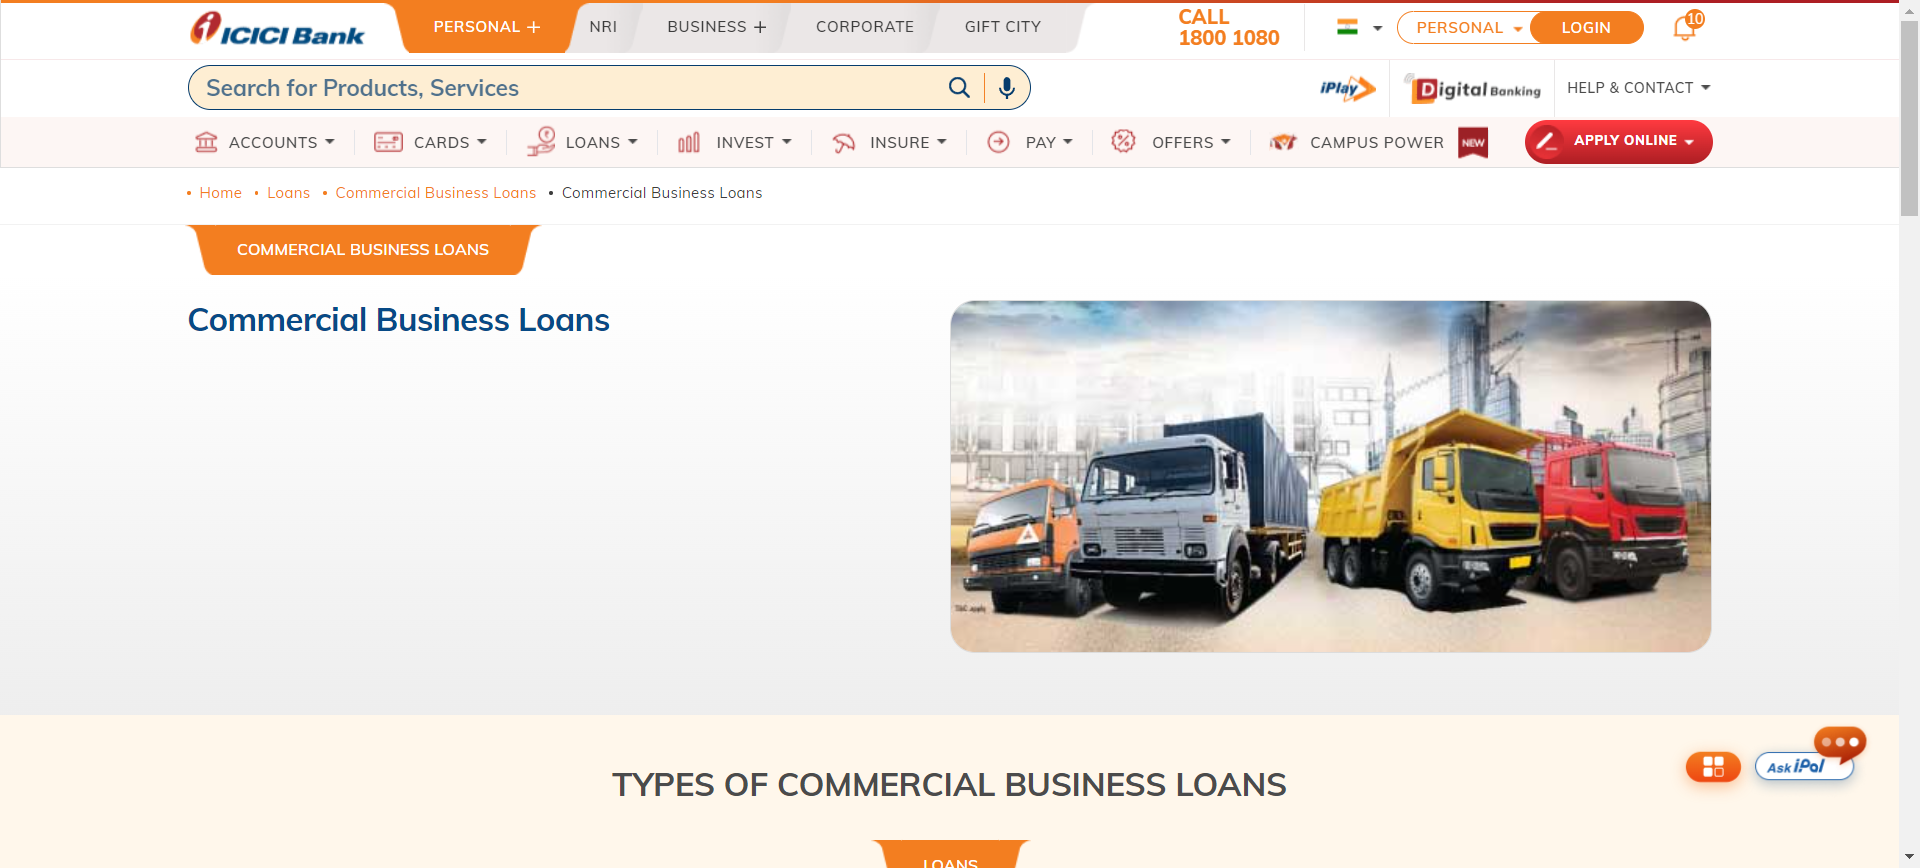 ICICI Bank
PERSONAL +
NRI
BUSINESS +
CORPORATE
GIFT CITY
CALL
1800 1080
PERSONAL
LOGIN
10
Search for Products, Services
iPlay
Digital Banking
HELP & CONTACT
ACCOUNTS
CARDS
LOANS
INVEST
INSURE
PAY
OFFERS
CAMPUS POWER
NEW
APPLY ONLINE
• Home • Loans • Commercial Business Loans • Commercial Business Loans
COMMERCIAL BUSINESS LOANS
Commercial Business Loans
T&C apply
TYPES OF COMMERCIAL BUSINESS LOANS
Ask iPal
LOANS